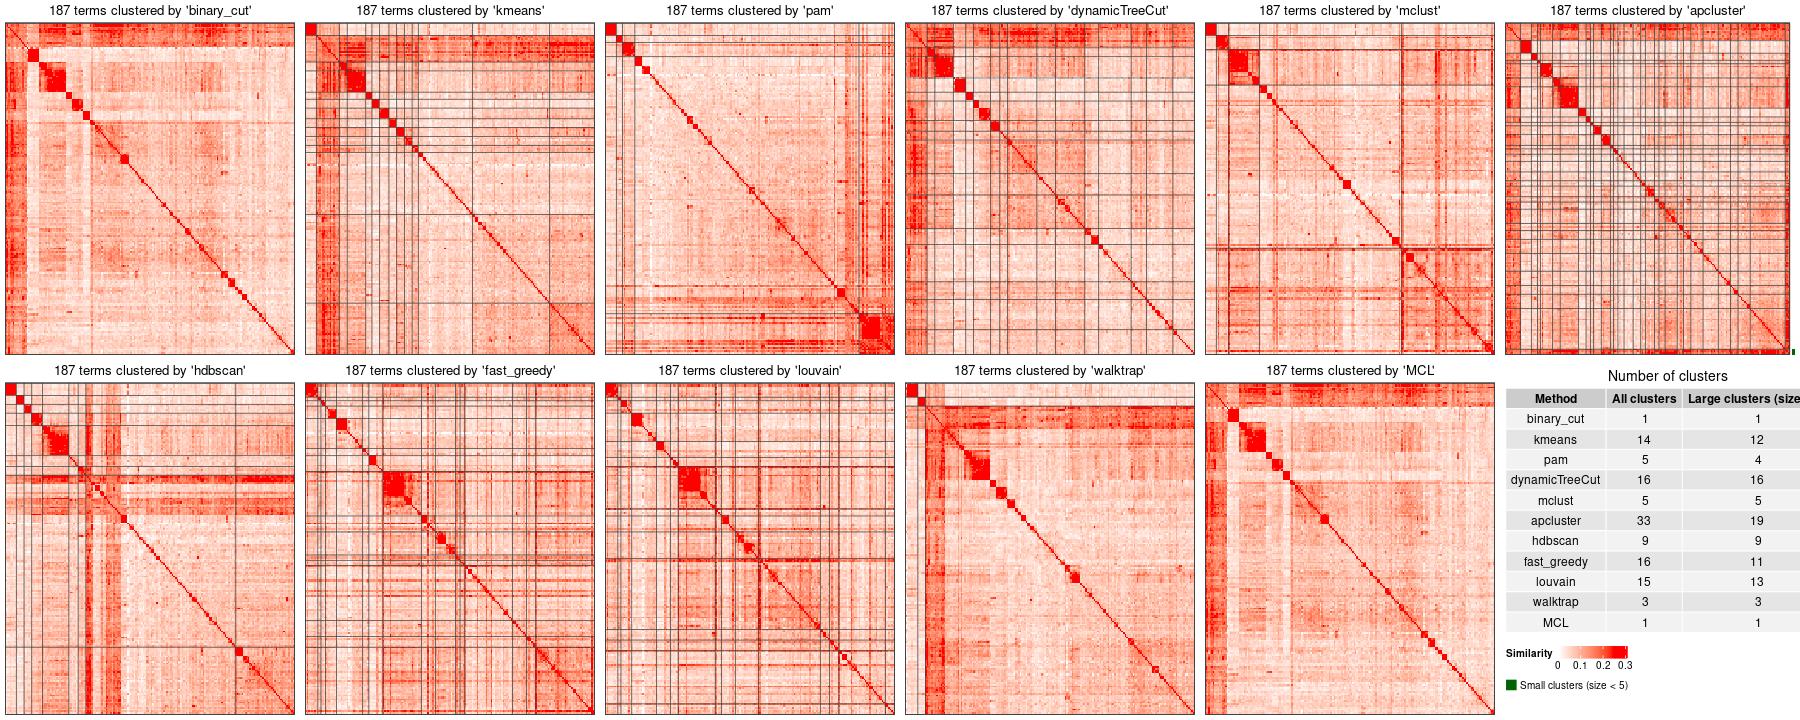 187 terms clustered by 'binary_cut'
187 terms clustered by 'kmeans'
187 terms clustered by 'pam'
187 terms clustered by 'dynamicTreeCut'
187 terms clustered by 'mclust'
187 terms clustered by 'apcluster'
187 terms clustered by 'hdbscan'
187 terms clustered by 'fast_greedy'
187 terms clustered by 'louvain'
187 terms clustered by 'walktrap'
187 terms clustered by 'MCL'
Number of clusters
Method All clusters Large clusters (size
binary_cut 1 1
kmeans 14 12
pam 5 4
dynamicTreeCut 16 16
mclust 5 5
apcluster 33 19
hdbscan 9 9
fast_greedy 16 11
louvain 15 13
walktrap 3 3
MCL 1 1
Similarity
0 0.1 0.2 0.3
Small clusters (size < 5)